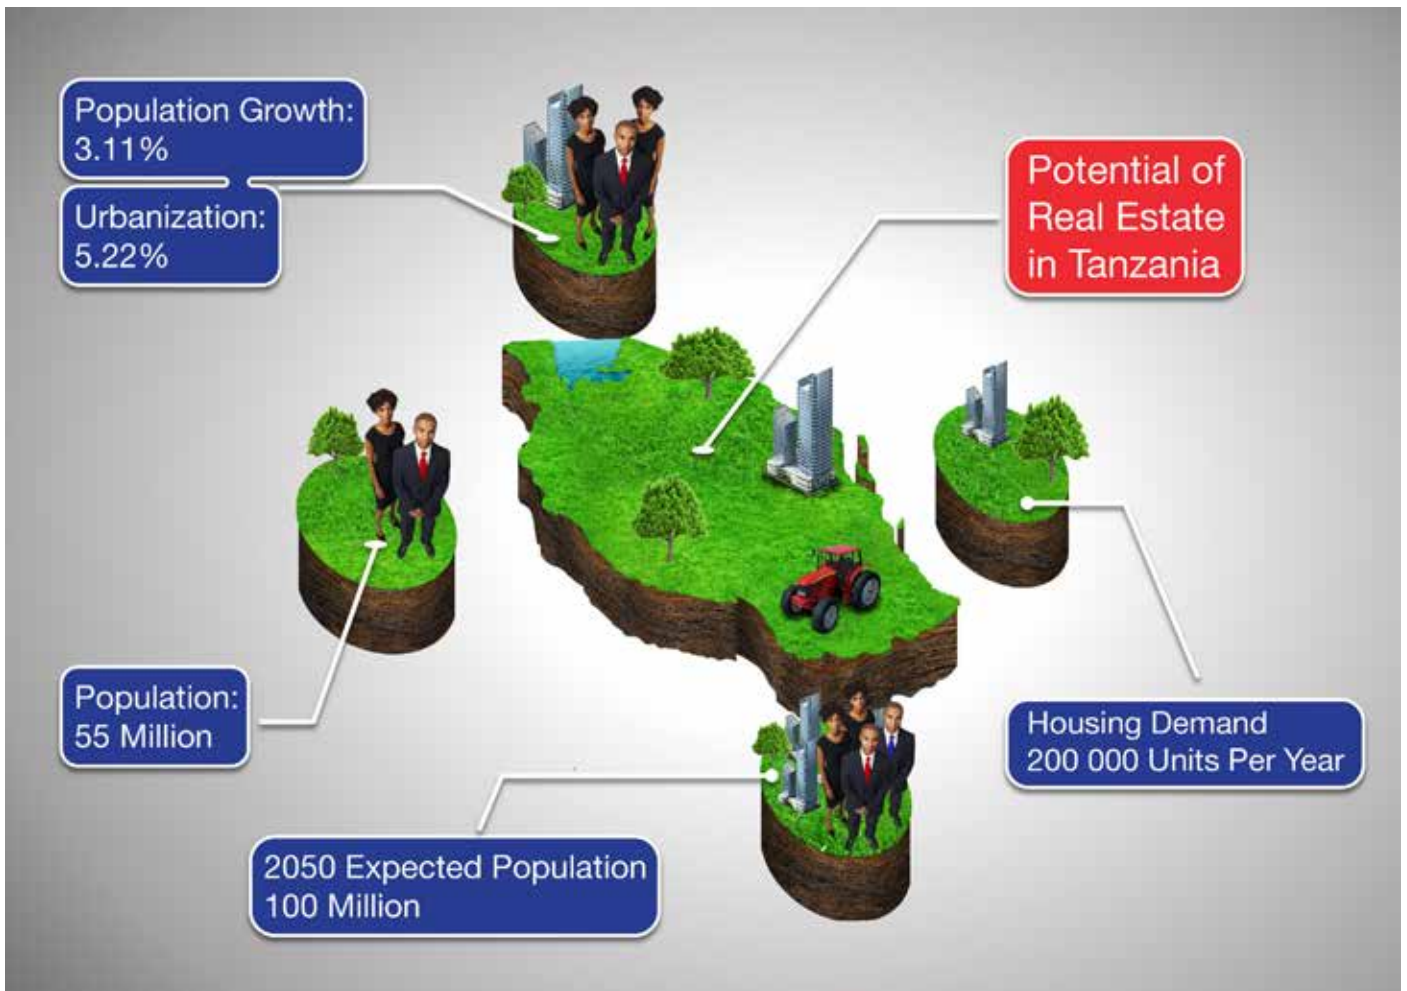 Population Growth:
3.11%
Urbanization:
5.22%
Potential of
Real Estate
in Tanzania
Population:
55 Million
Housing Demand
200 000 Units Per Year
2050 Expected Population
100 Million